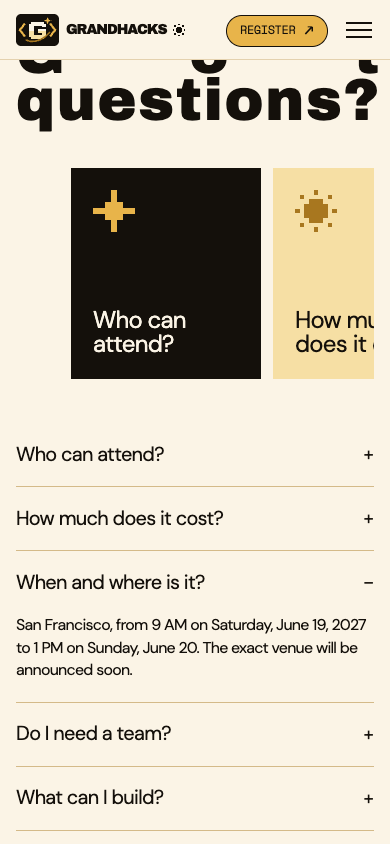 G
GRANDHACKS
REGISTER ↗
questions?
Who can
attend?
How mu
does it
Who can attend? +
How much does it cost? +
When and where is it? −
San Francisco, from 9 AM on Saturday, June 19, 2027
to 1 PM on Sunday, June 20. The exact venue will be
announced soon.
Do I need a team? +
What can I build? +